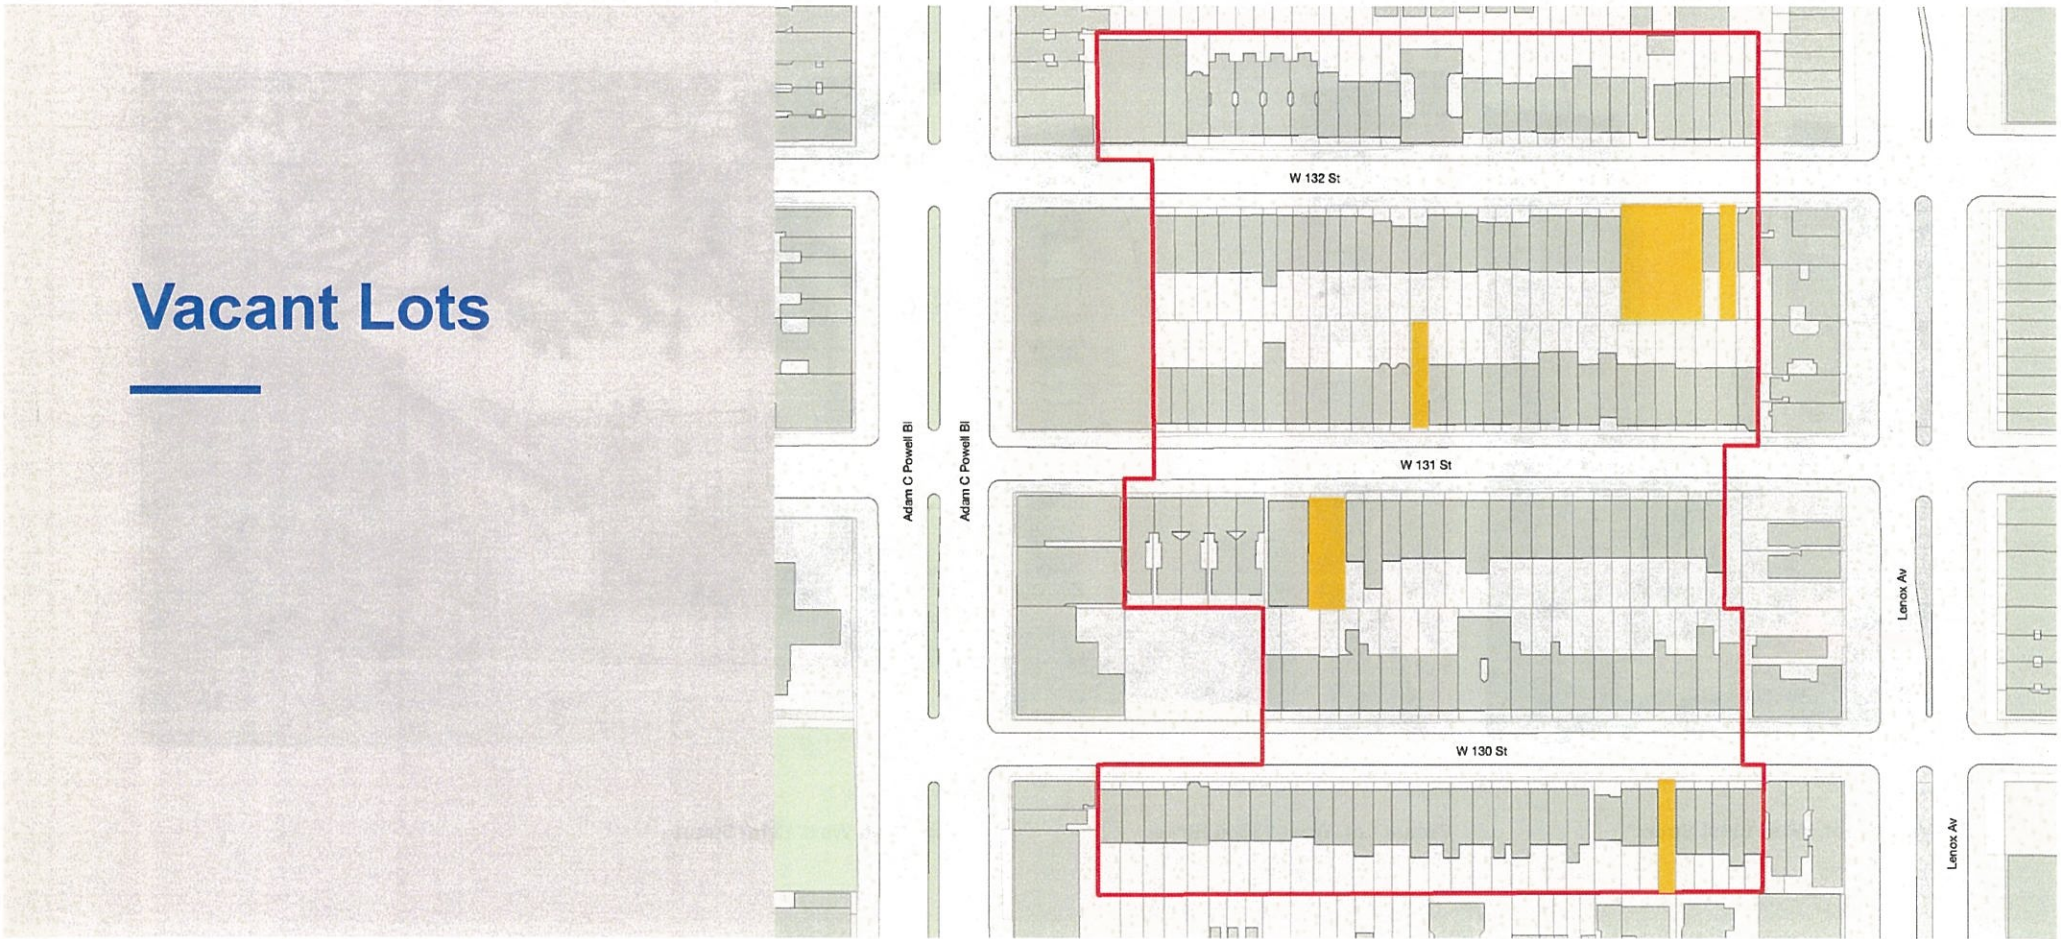 Vacant Lots
W 132 St
Adam C Powell Bl
Adam C Powell Bl
W 131 St
Lenox Av
W 130 St
Lenox Av